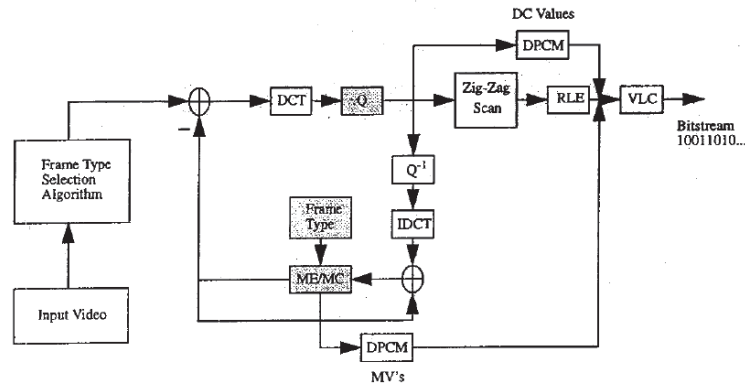 DC Values
DPCM
DCT
Q
Zig-Zag
Scan
RLE
VLC
Bitstream
10011010...
Frame Type
Selection
Algorithm
Q-1
Frame
Type
IDCT
ME/MC
Input Video
DPCM
MV's